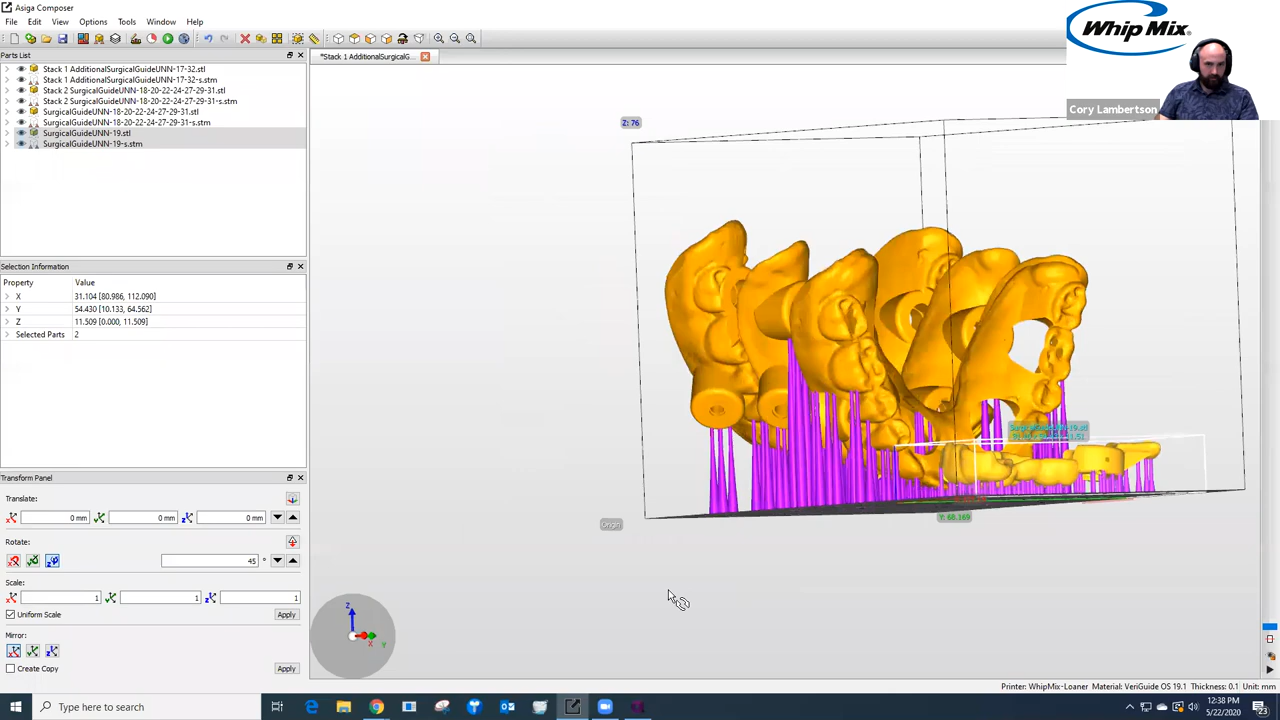 Asiga Composer
File Edit View Options Tools Window Help
Parts List
*Stack 1 AdditionalSurgicalG...
Whip Mix
Cory Lambertson
Stack 1 AdditionalSurgicalGuideUNN-17-32.stl
Stack 1 AdditionalSurgicalGuideUNN-17-32-s.stm
Stack 2 SurgicalGuideUNN-18-20-22-24-27-29-31.stl
Stack 2 SurgicalGuideUNN-18-20-22-24-27-29-31-s.stm
SurgicalGuideUNN-18-20-22-24-27-29-31.stl
SurgicalGuideUNN-18-20-22-24-27-29-31-s.stm
SurgicalGuideUNN-19.stl
SurgicalGuideUNN-19-s.stm
Z: 76
Selection Information
Property Value
X 31.104 [80.986, 112.090]
Y 54.430 [10.133, 64.562]
Z 11.509 [0.000, 11.509]
Selected Parts 2
Y: 60.169
Origin
Transform Panel
Translate:
0 mm 0 mm 0 mm
Rotate:
45 °
Scale:
1 1 1
Uniform Scale Apply
Mirror:
Create Copy Apply
Z
X
Y
Printer: WhipMix-Loaner Material: VeriGuide OS 19.1 Thickness: 0.1 Unit: mm
Type here to search
12:38 PM
5/22/2020
23